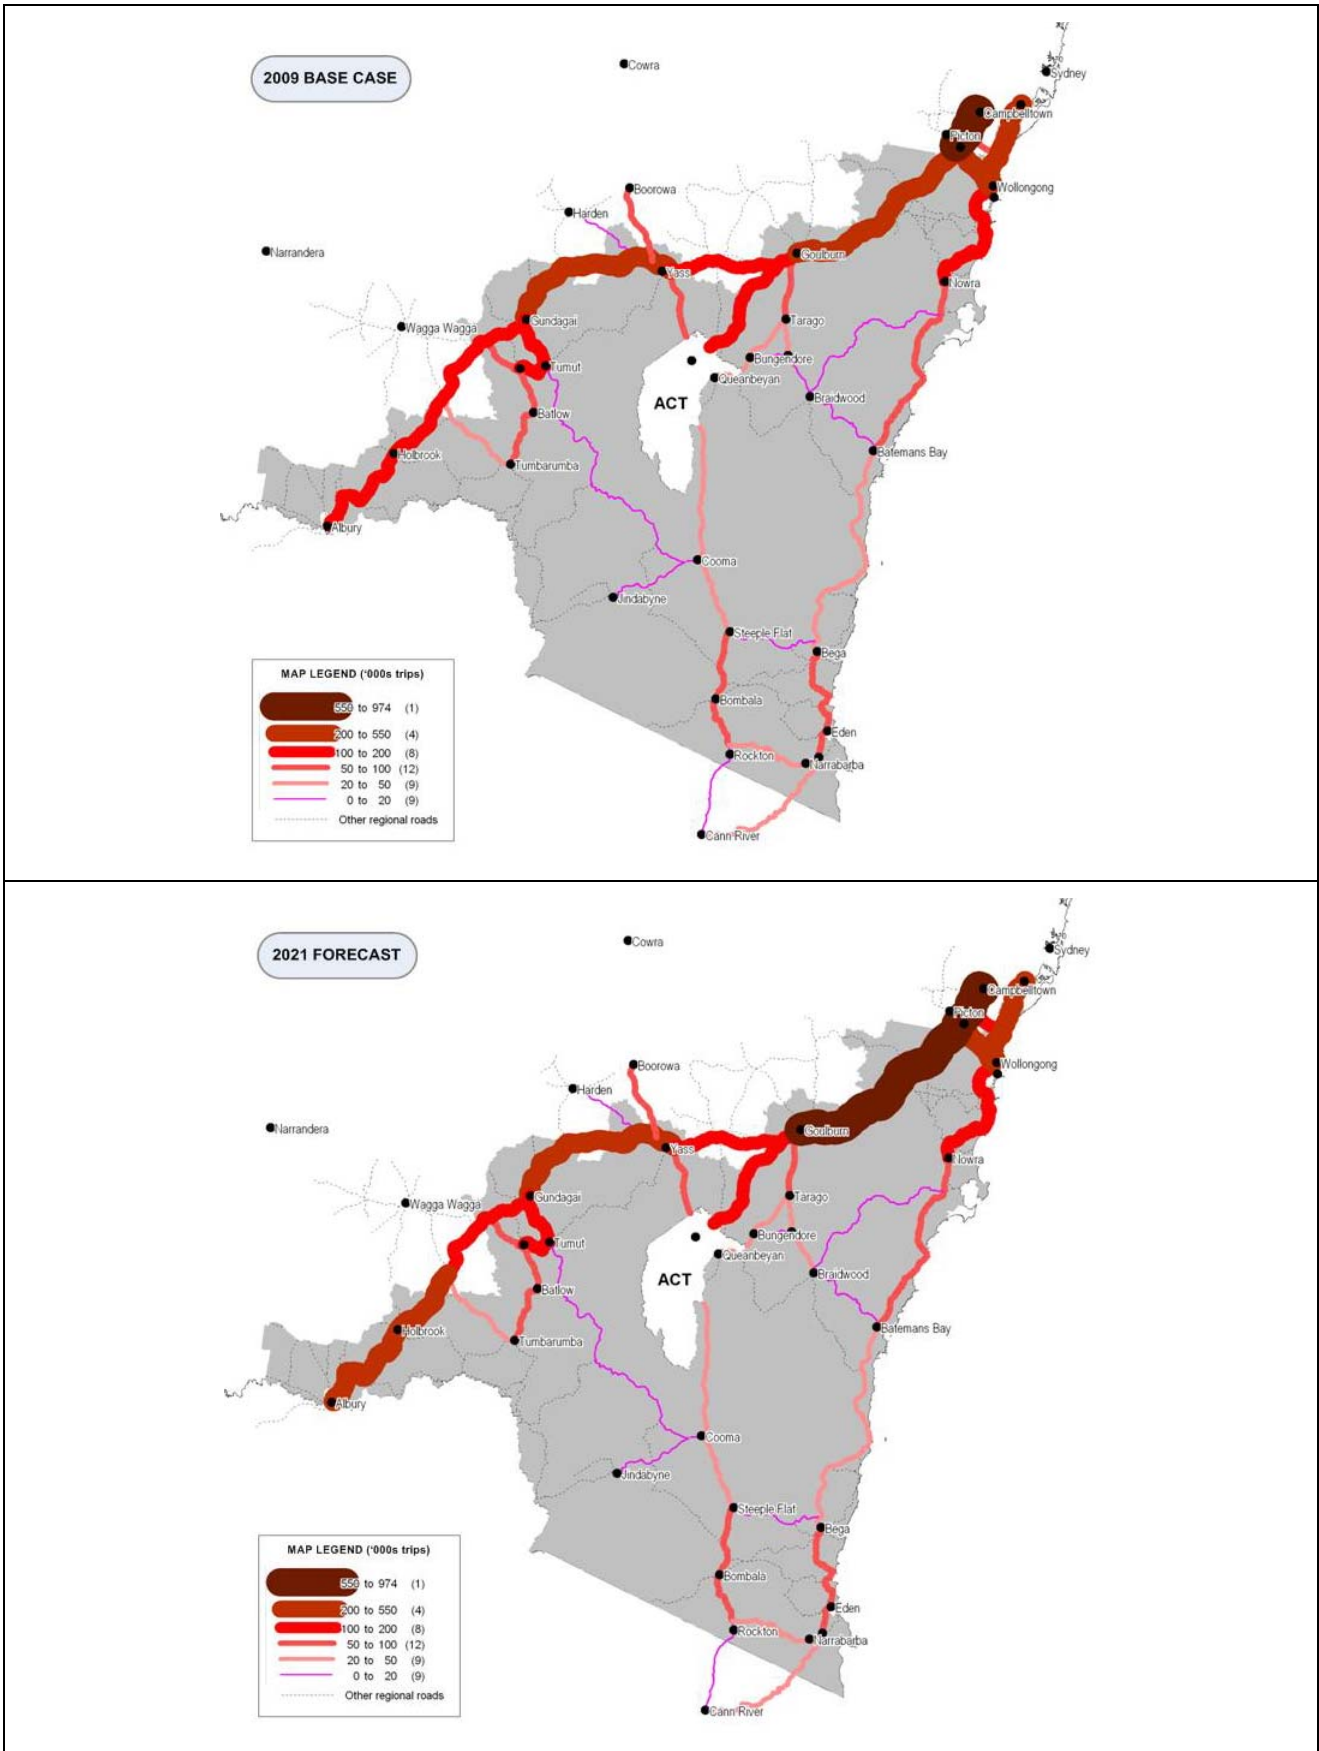 2009 BASE CASE
Cowra
Sydney
Campbelltown
Picton
Boorowa
Wollongong
Harden
Narrandera
Yass
Goulburn
Nowra
Wagga Wagga
Gundagai
Tarago
Tumut
Bungendore
Queanbeyan
ACT
Braidwood
Batlow
Batemans Bay
Holbrook
Tumbarumba
Albury
Cooma
Jindabyne
Steeple Flat
Bega
MAP LEGEND ('000s trips)
Bombala
550 to 974 (1)
Eden
200 to 550 (4)
100 to 200 (8)
Rockton
Narrabarba
50 to 100 (12)
20 to 50 (9)
0 to 20 (9)
Other regional roads
Cann River
2021 FORECAST
Cowra
Sydney
Campbelltown
Picton
Boorowa
Wollongong
Harden
Narrandera
Yass
Goulburn
Nowra
Wagga Wagga
Gundagai
Tarago
Tumut
Bungendore
Queanbeyan
ACT
Braidwood
Batlow
Batemans Bay
Holbrook
Tumbarumba
Albury
Cooma
Jindabyne
Steeple Flat
Bega
MAP LEGEND ('000s trips)
Bombala
550 to 974 (1)
Eden
200 to 550 (4)
100 to 200 (8)
Rockton
Narrabarba
50 to 100 (12)
20 to 50 (9)
0 to 20 (9)
Other regional roads
Cann River